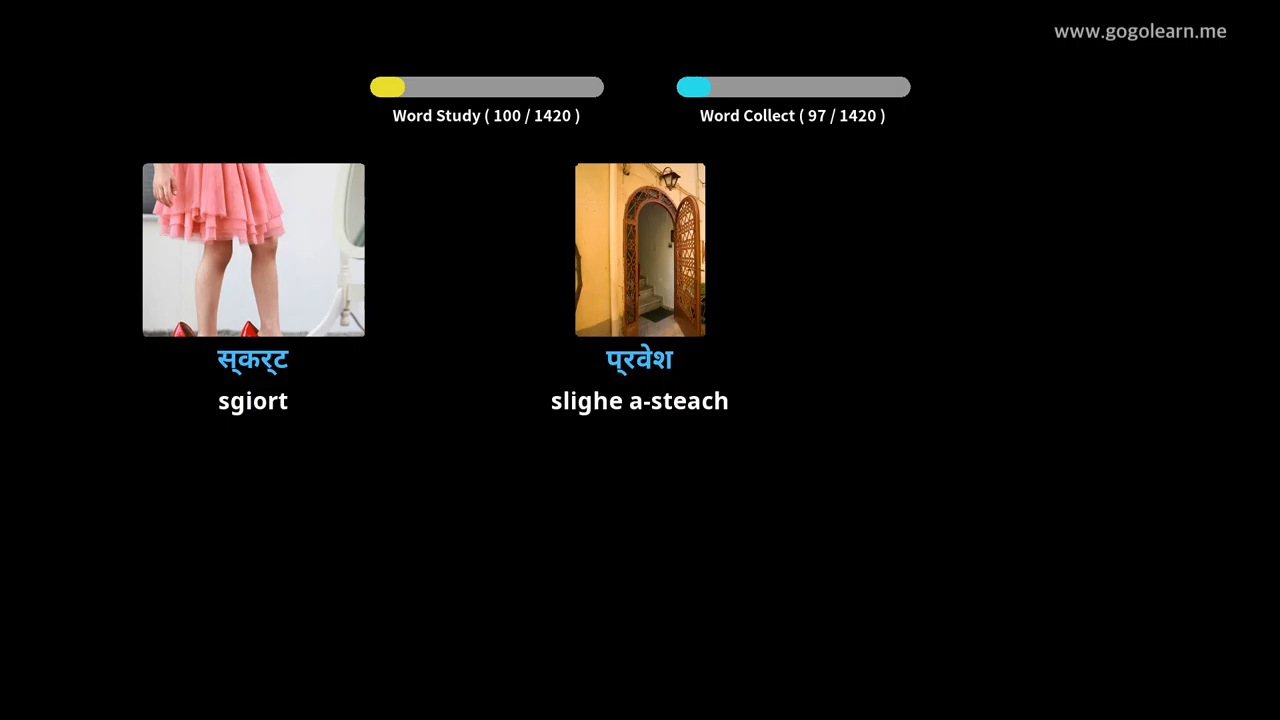 www.gogolearn.me
Word Study ( 100 / 1420 )
Word Collect ( 97 / 1420 )
स्कर्ट
प्रवेश
sgiort
slighe a-steach